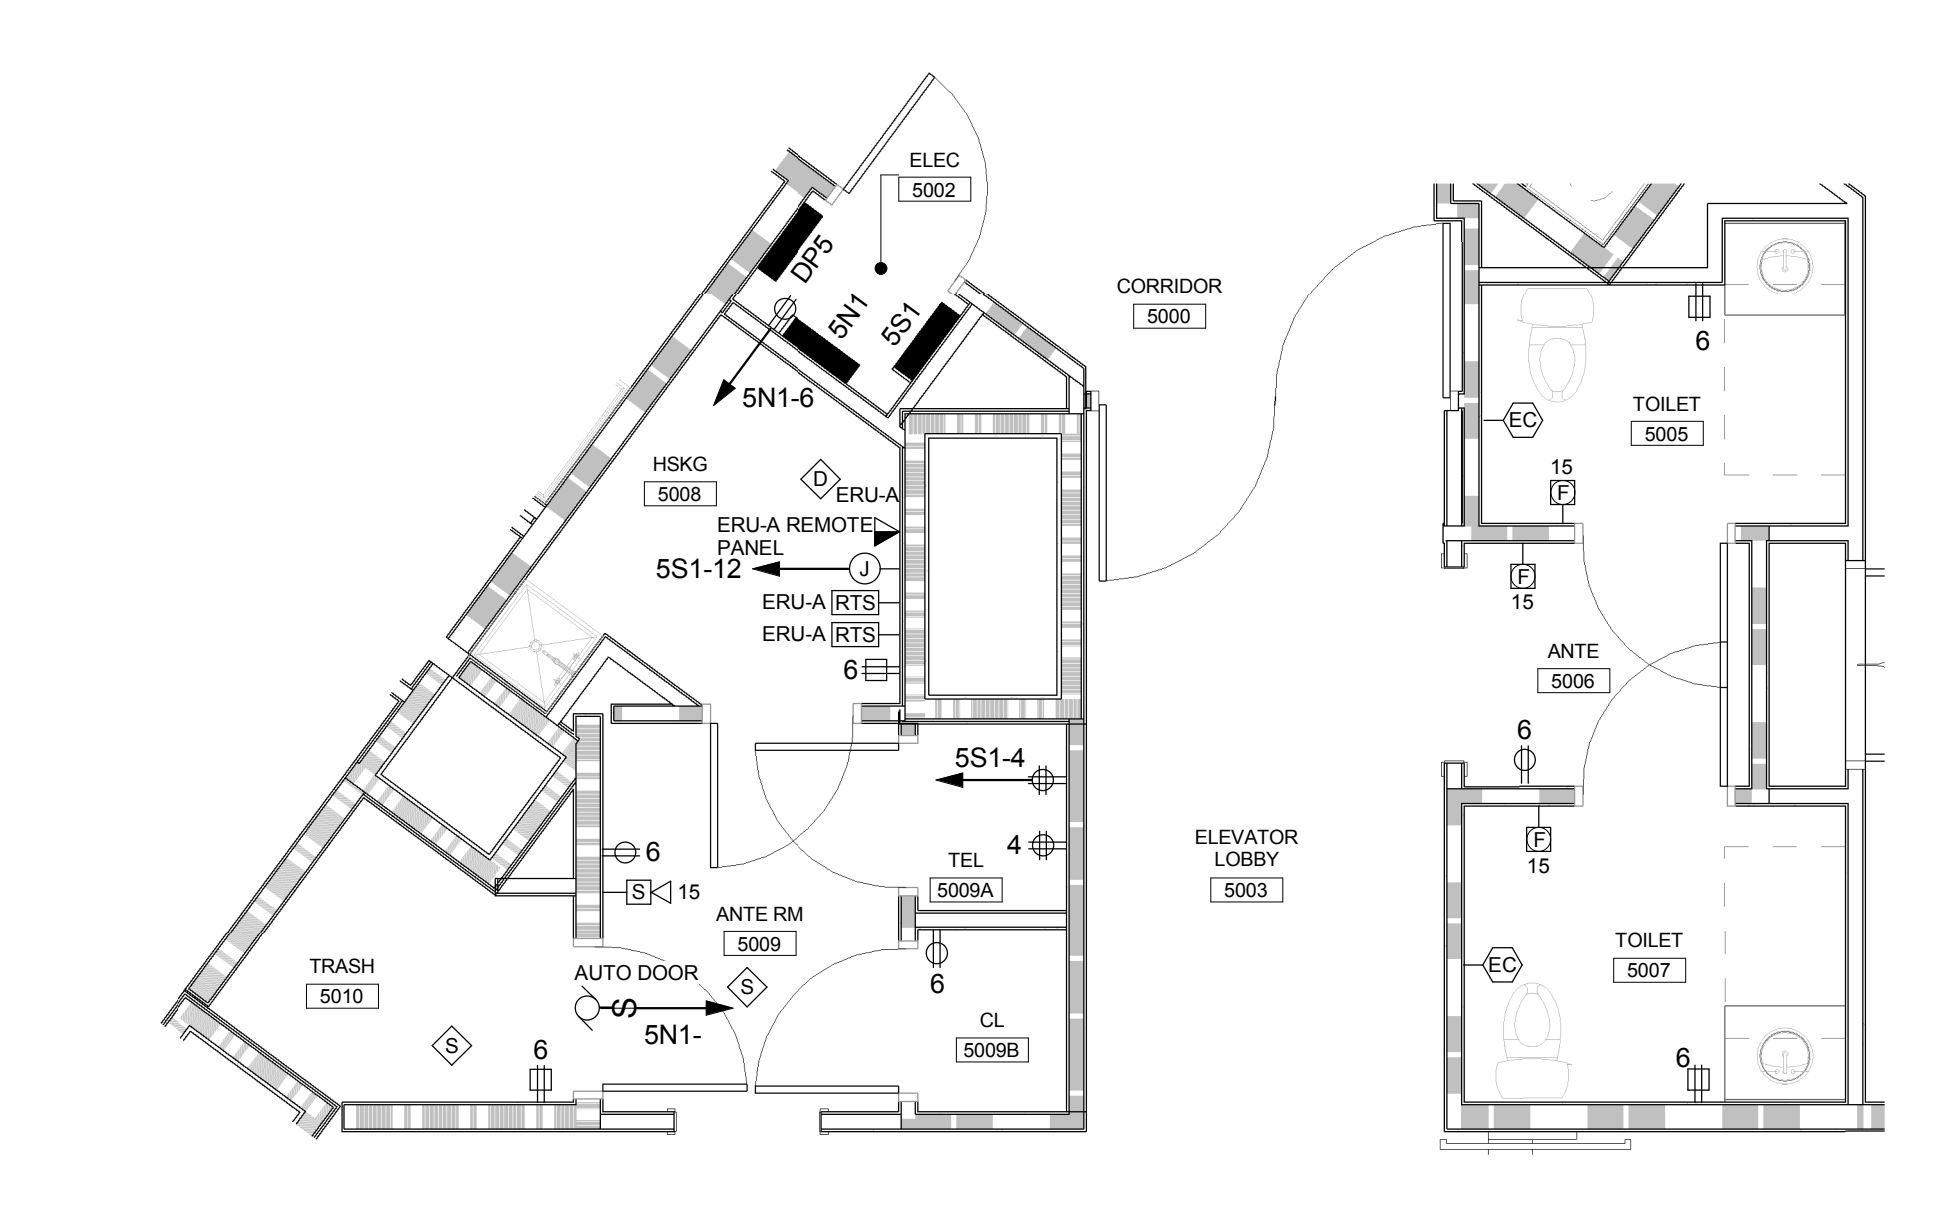 ELEC
5002
DP5
5N1
5S1
5N1-6
CORRIDOR
5000
6
EC
TOILET
5005
15
F
HSKG
5008
D
ERU-A
ERU-A REMOTE
PANEL
5S1-12
J
ERU-A RTS
ERU-A RTS
6
F
15
ANTE
5006
6
5S1-4
4
TEL
5009A
6
S 15
ANTE RM
5009
ELEVATOR
LOBBY
5003
F
15
TRASH
5010
AUTO DOOR
S
S
5N1-
6
CL
5009B
S
6
EC
TOILET
5007
6